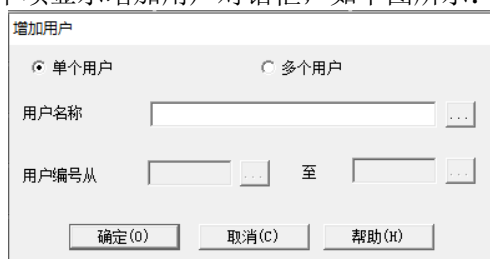 增加用户
单个用户 多个用户
用户名称 ...
用户编号从 ... 至 ...
确定(O) 取消(C) 帮助(H)